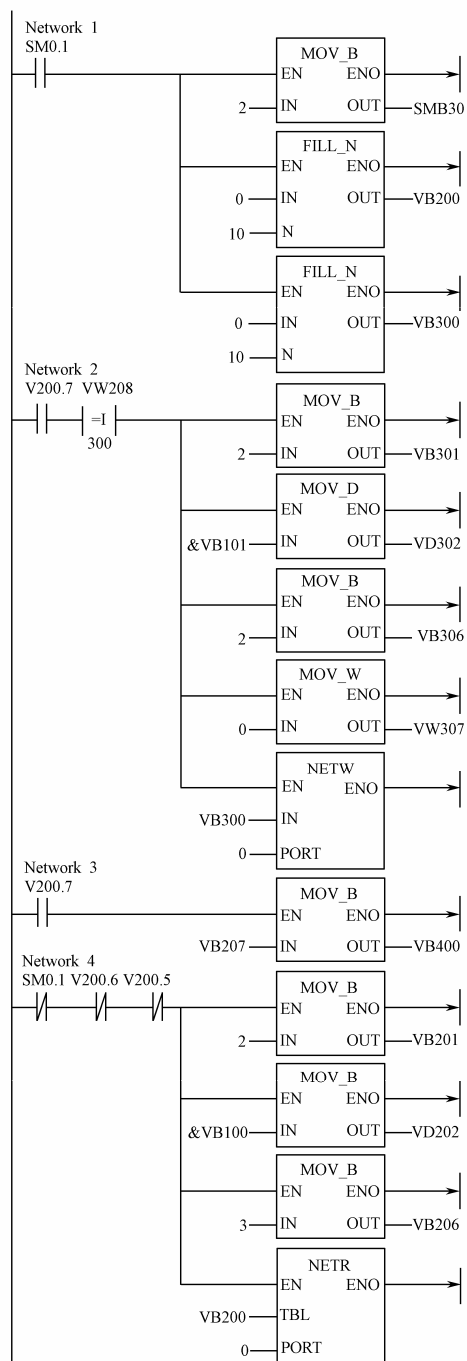 Network 1
SM0.1
MOV_B
EN ENO
2 IN OUT SMB30
FILL_N
EN ENO
0 IN OUT VB200
10 N
FILL_N
EN ENO
0 IN OUT VB300
10 N
Network 2
V200.7 VW208
=I
300
MOV_B
EN ENO
2 IN OUT VB301
MOV_D
EN ENO
&VB101 IN OUT VD302
MOV_B
EN ENO
2 IN OUT VB306
MOV_W
EN ENO
0 IN OUT VW307
NETW
EN ENO
VB300 IN
0 PORT
Network 3
V200.7
MOV_B
EN ENO
VB207 IN OUT VB400
Network 4
SM0.1 V200.6 V200.5
MOV_B
EN ENO
2 IN OUT VB201
MOV_B
EN ENO
&VB100 IN OUT VD202
MOV_B
EN ENO
3 IN OUT VB206
NETR
EN ENO
VB200 TBL
0 PORT